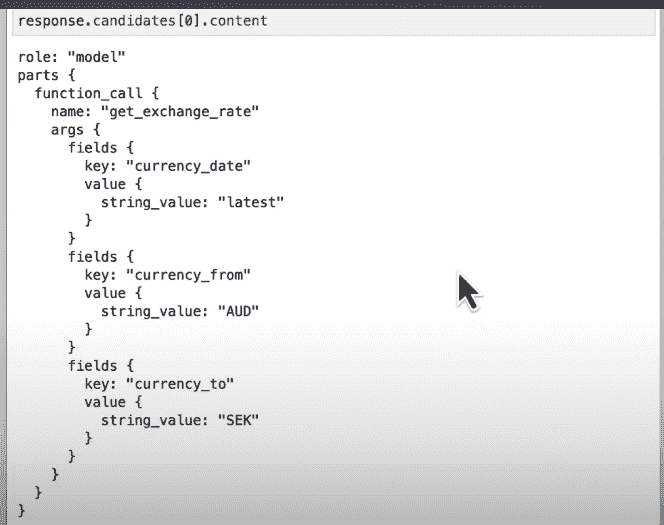 response.candidates[0].content
role: "model"
parts {
  function_call {
    name: "get_exchange_rate"
    args {
      fields {
        key: "currency_date"
        value {
          string_value: "latest"
        }
      }
      fields {
        key: "currency_from"
        value {
          string_value: "AUD"
        }
      }
      fields {
        key: "currency_to"
        value {
          string_value: "SEK"
        }
      }
    }
  }
}